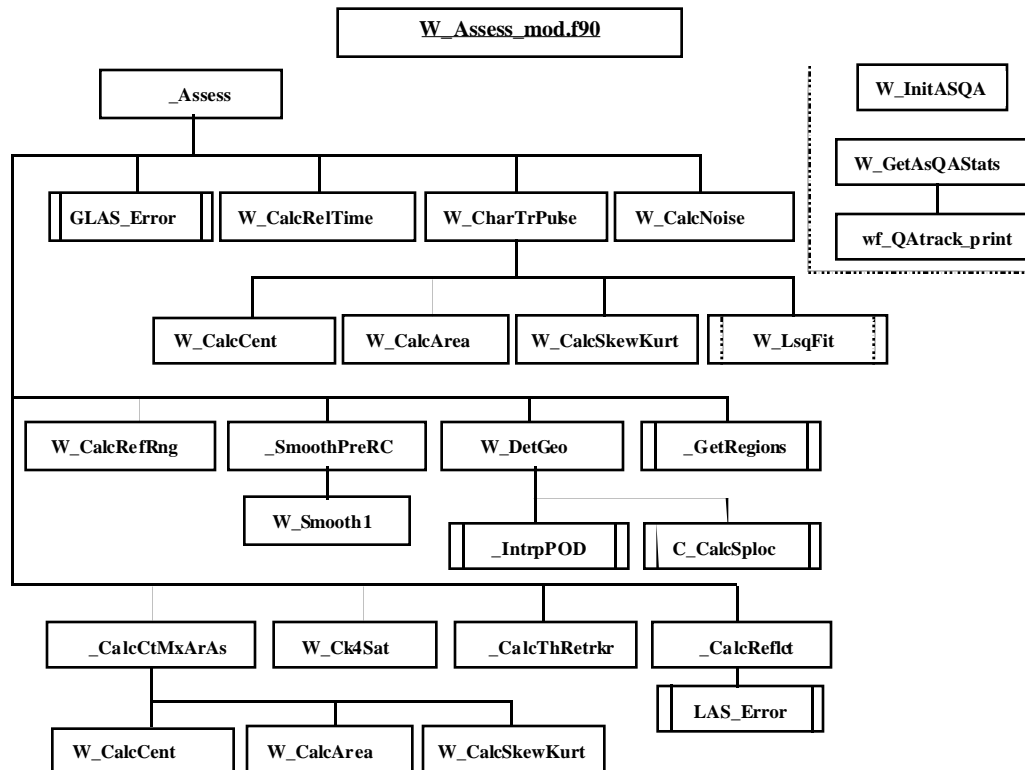 W_Assess_mod.f90
_Assess
W_InitASQA
W_GetAsQAStats
wf_QAtrack_print
GLAS_Error
W_CalcRelTime
W_CharTrPulse
W_CalcNoise
W_CalcCent
W_CalcArea
W_CalcSkewKurt
W_LsqFit
W_CalcRefRng
_SmoothPreRC
W_DetGeo
_GetRegions
W_Smooth1
_IntrpPOD
C_CalcSploc
_CalcCtMxArAs
W_Ck4Sat
_CalcThRetrkr
_CalcReflct
LAS_Error
W_CalcCent
W_CalcArea
W_CalcSkewKurt